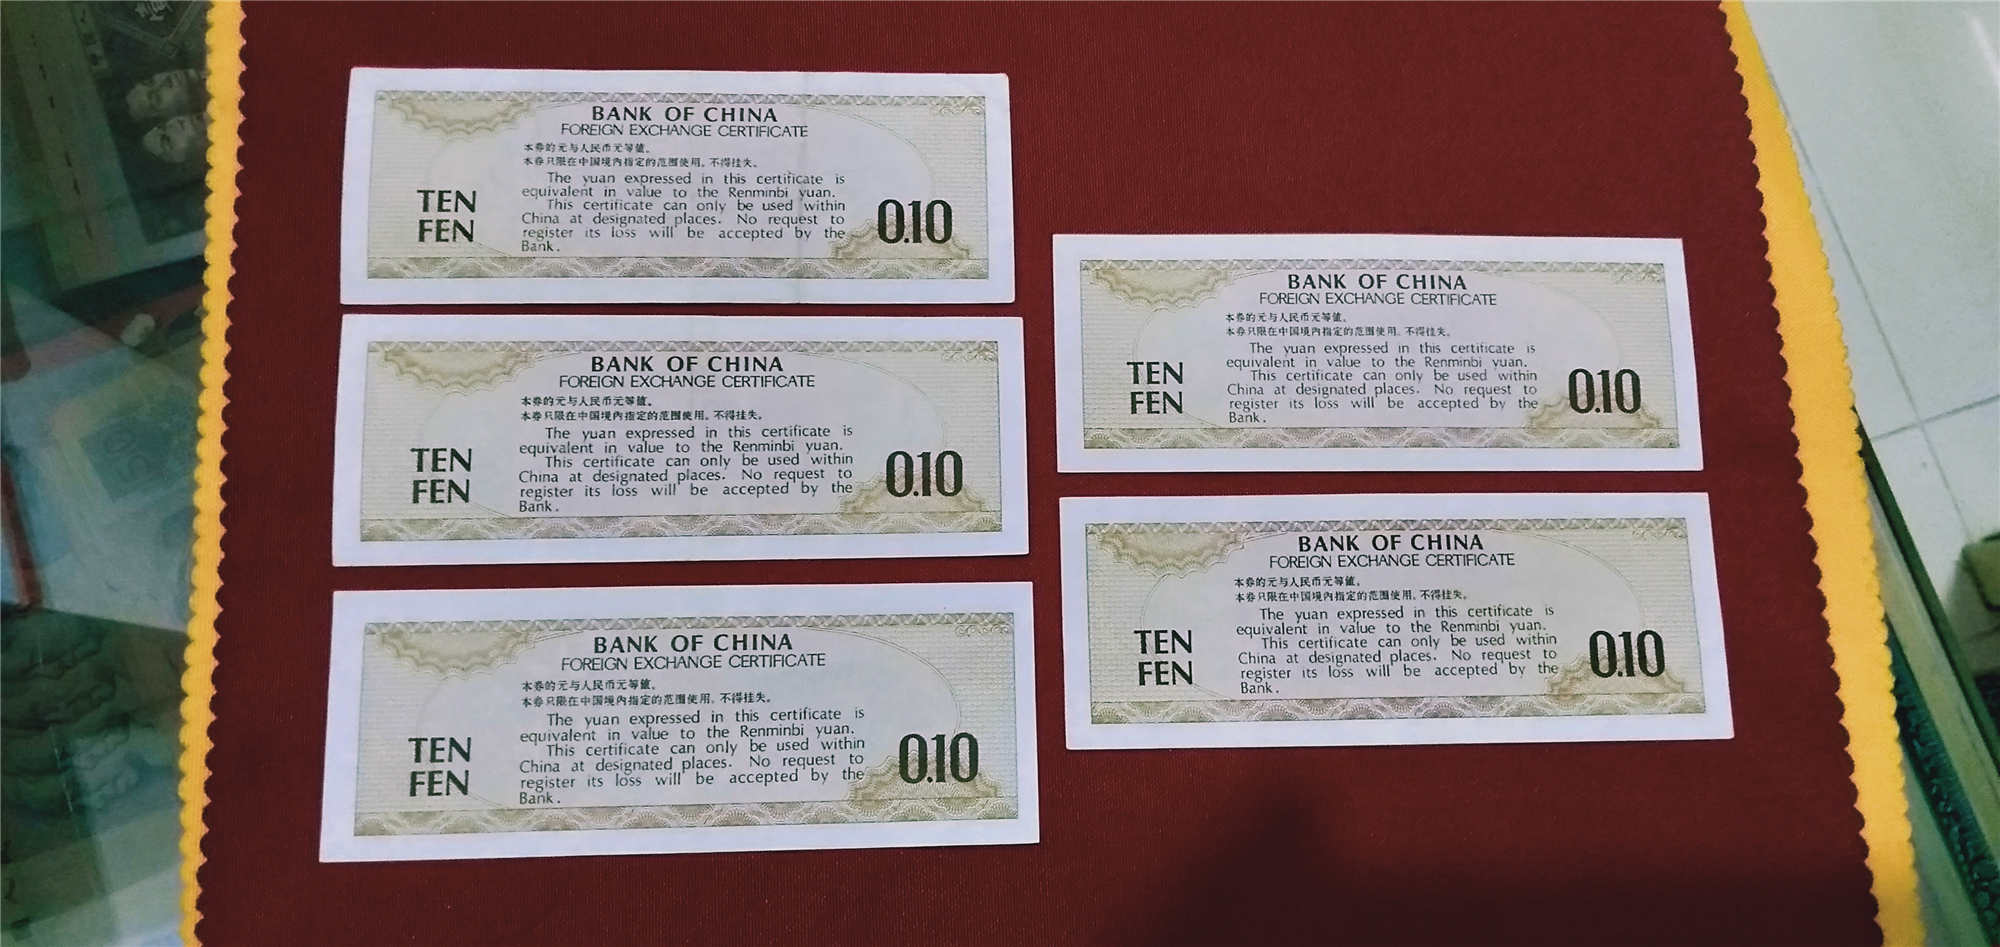 BANK OF CHINA
FOREIGN EXCHANGE CERTIFICATE
本券的元与人民币元等值。
本券只限在中国境内指定的范围使用。不得挂失。
The yuan expressed in this certificate is
equivalent in value to the Renminbi yuan.
This certificate can only be used within
China at designated places. No request to
register its loss will be accepted by the
Bank.
TEN
FEN
0.10
BANK OF CHINA
FOREIGN EXCHANGE CERTIFICATE
本券的元与人民币元等值。
本券只限在中国境内指定的范围使用。不得挂失。
The yuan expressed in this certificate is
equivalent in value to the Renminbi yuan.
This certificate can only be used within
China at designated places. No request to
register its loss will be accepted by the
Bank.
TEN
FEN
0.10
BANK OF CHINA
FOREIGN EXCHANGE CERTIFICATE
本券的元与人民币元等值。
本券只限在中国境内指定的范围使用。不得挂失。
The yuan expressed in this certificate is
equivalent in value to the Renminbi yuan.
This certificate can only be used within
China at designated places. No request to
register its loss will be accepted by the
Bank.
TEN
FEN
0.10
BANK OF CHINA
FOREIGN EXCHANGE CERTIFICATE
本券的元与人民币元等值。
本券只限在中国境内指定的范围使用。不得挂失。
The yuan expressed in this certificate is
equivalent in value to the Renminbi yuan.
This certificate can only be used within
China at designated places. No request to
register its loss will be accepted by the
Bank.
TEN
FEN
0.10
BANK OF CHINA
FOREIGN EXCHANGE CERTIFICATE
本券的元与人民币元等值。
本券只限在中国境内指定的范围使用。不得挂失。
The yuan expressed in this certificate is
equivalent in value to the Renminbi yuan.
This certificate can only be used within
China at designated places. No request to
register its loss will be accepted by the
Bank.
TEN
FEN
0.10